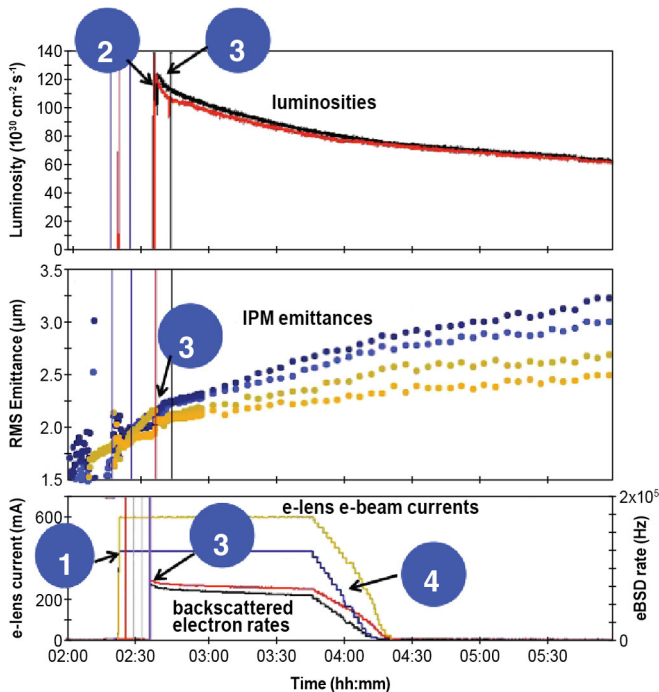 140
120
100
80
60
40
20
0
Luminosity (10³⁰ cm⁻² s⁻¹)
2
3
luminosities
3.5
3.0
2.5
2.0
1.5
RMS Emittance (µm)
IPM emittances
3
600
400
200
0
e-lens current (mA)
e-lens e-beam currents
1
3
4
backscattered
electron rates
2x10⁵
0
eBSD rate (Hz)
02:00 02:30 03:00 03:30 04:00 04:30 05:00 05:30
Time (hh:mm)